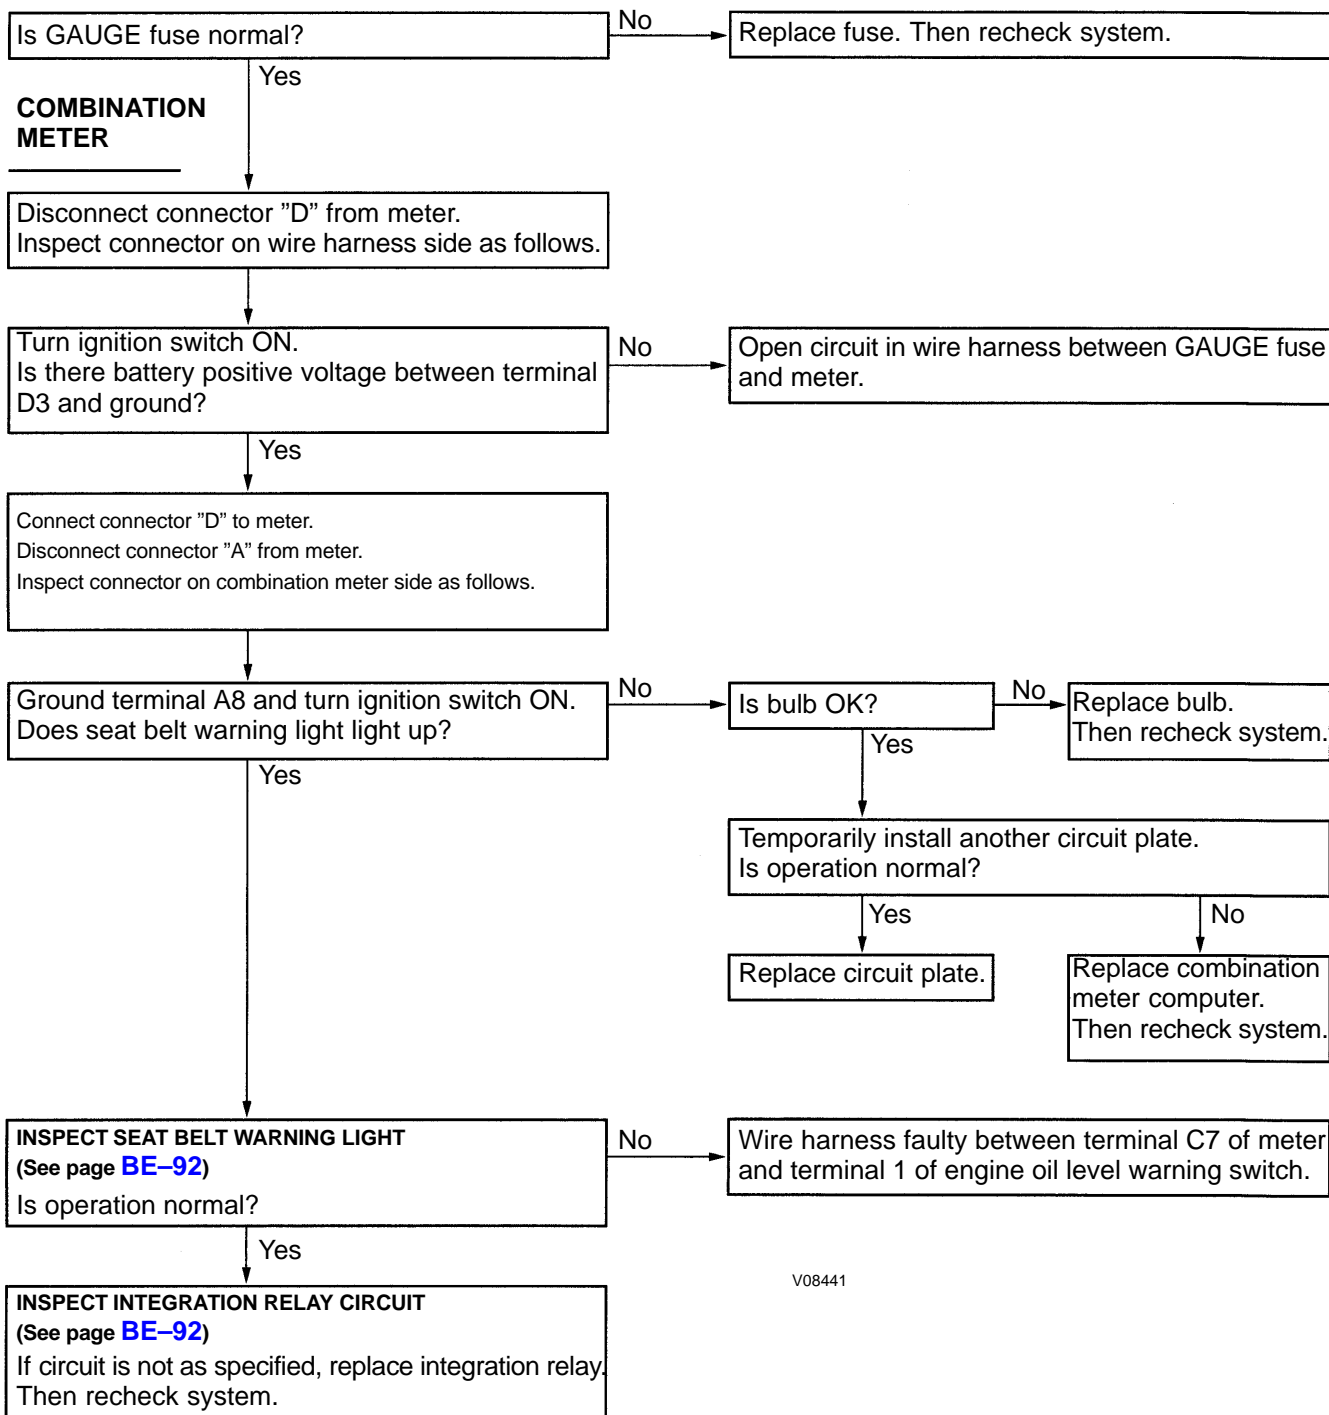 Is GAUGE fuse normal?
No
Replace fuse. Then recheck system.
Yes
COMBINATION
METER
Disconnect connector ”D” from meter.
Inspect connector on wire harness side as follows.
Turn ignition switch ON.
Is there battery positive voltage between terminal
D3 and ground?
No
Open circuit in wire harness between GAUGE fuse
and meter.
Yes
Connect connector ”D” to meter.
Disconnect connector ”A” from meter.
Inspect connector on combination meter side as follows.
Ground terminal A8 and turn ignition switch ON.
Does seat belt warning light light up?
No
Is bulb OK?
No
Replace bulb.
Then recheck system.
Yes
Yes
Temporarily install another circuit plate.
Is operation normal?
Yes
No
Replace circuit plate.
Replace combination
meter computer.
Then recheck system.
INSPECT SEAT BELT WARNING LIGHT
(See page BE–92)
Is operation normal?
No
Wire harness faulty between terminal C7 of meter
and terminal 1 of engine oil level warning switch.
Yes
V08441
INSPECT INTEGRATION RELAY CIRCUIT
(See page BE–92)
If circuit is not as specified, replace integration relay.
Then recheck system.